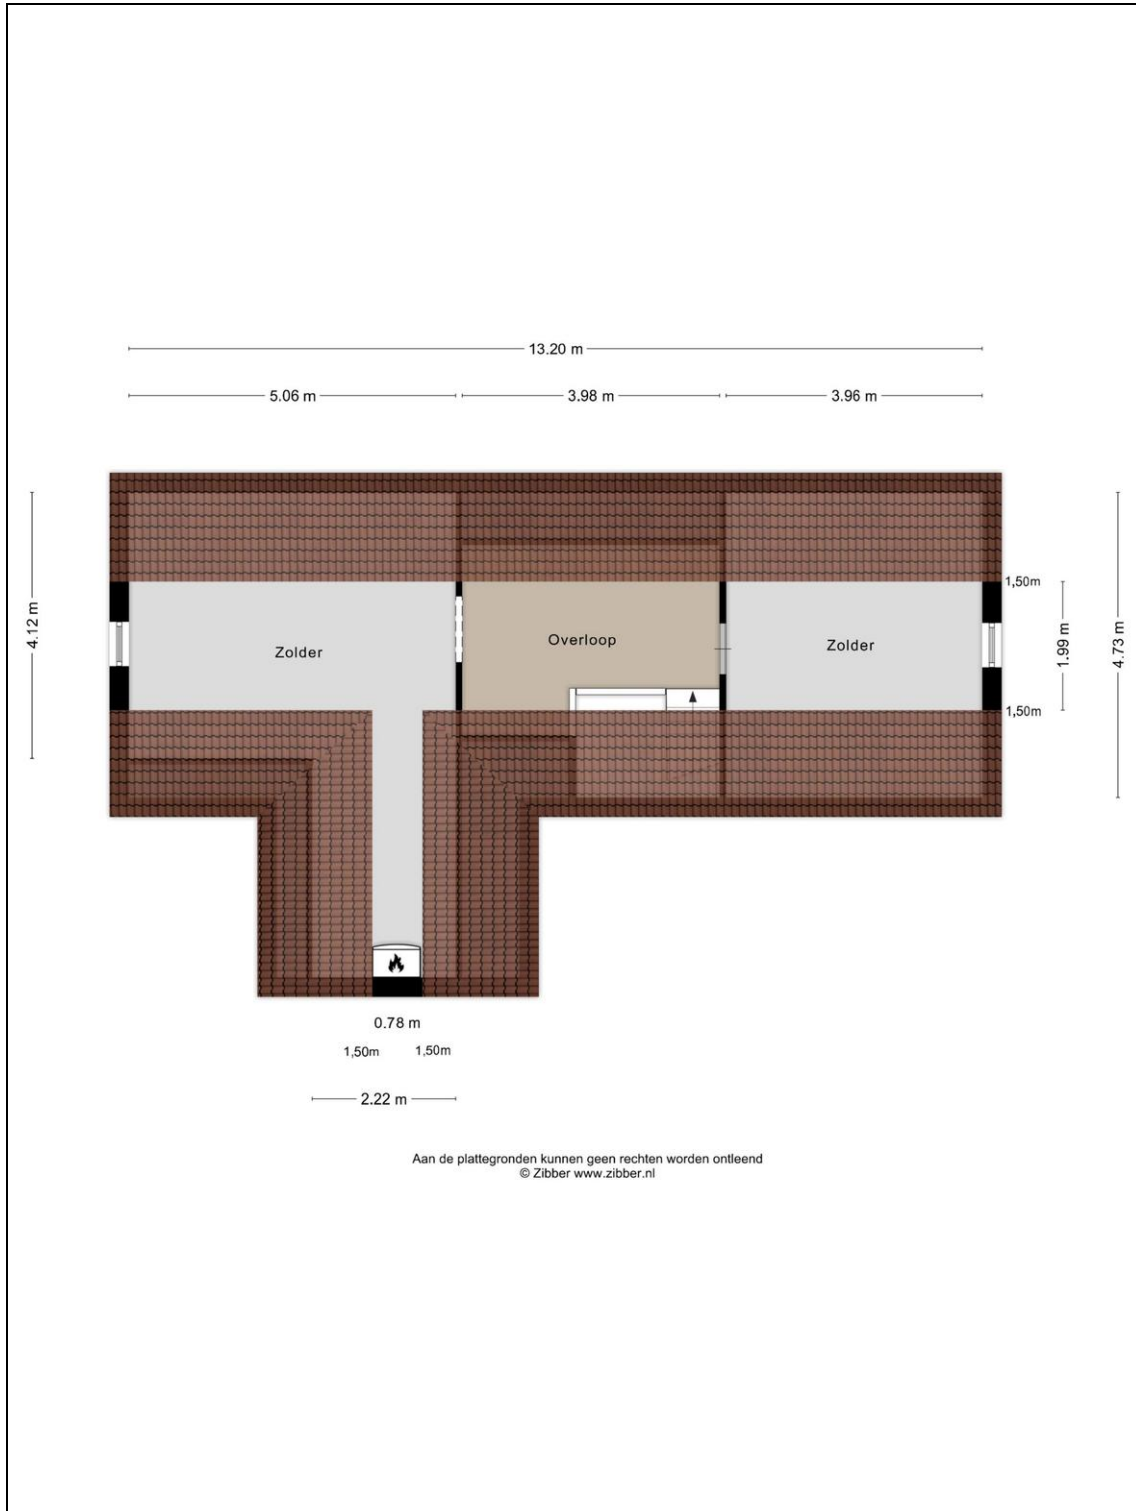 13.20 m
5.06 m
3.98 m
3.96 m
4.12 m
Zolder
Overloop
Zolder
1,50m
1.99 m
4.73 m
1,50m
0.78 m
1,50m
1,50m
2.22 m
Aan de plattegronden kunnen geen rechten worden ontleend
© Zibber www.zibber.nl